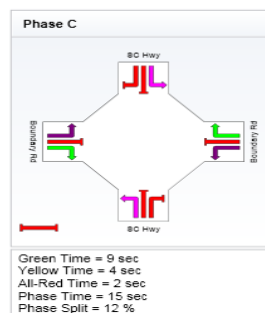 Phase C
SC Hwy
Boundary Rd
Boundary Rd
SC Hwy
Green Time = 9 sec
Yellow Time = 4 sec
All-Red Time = 2 sec
Phase Time = 15 sec
Phase Split = 12 %